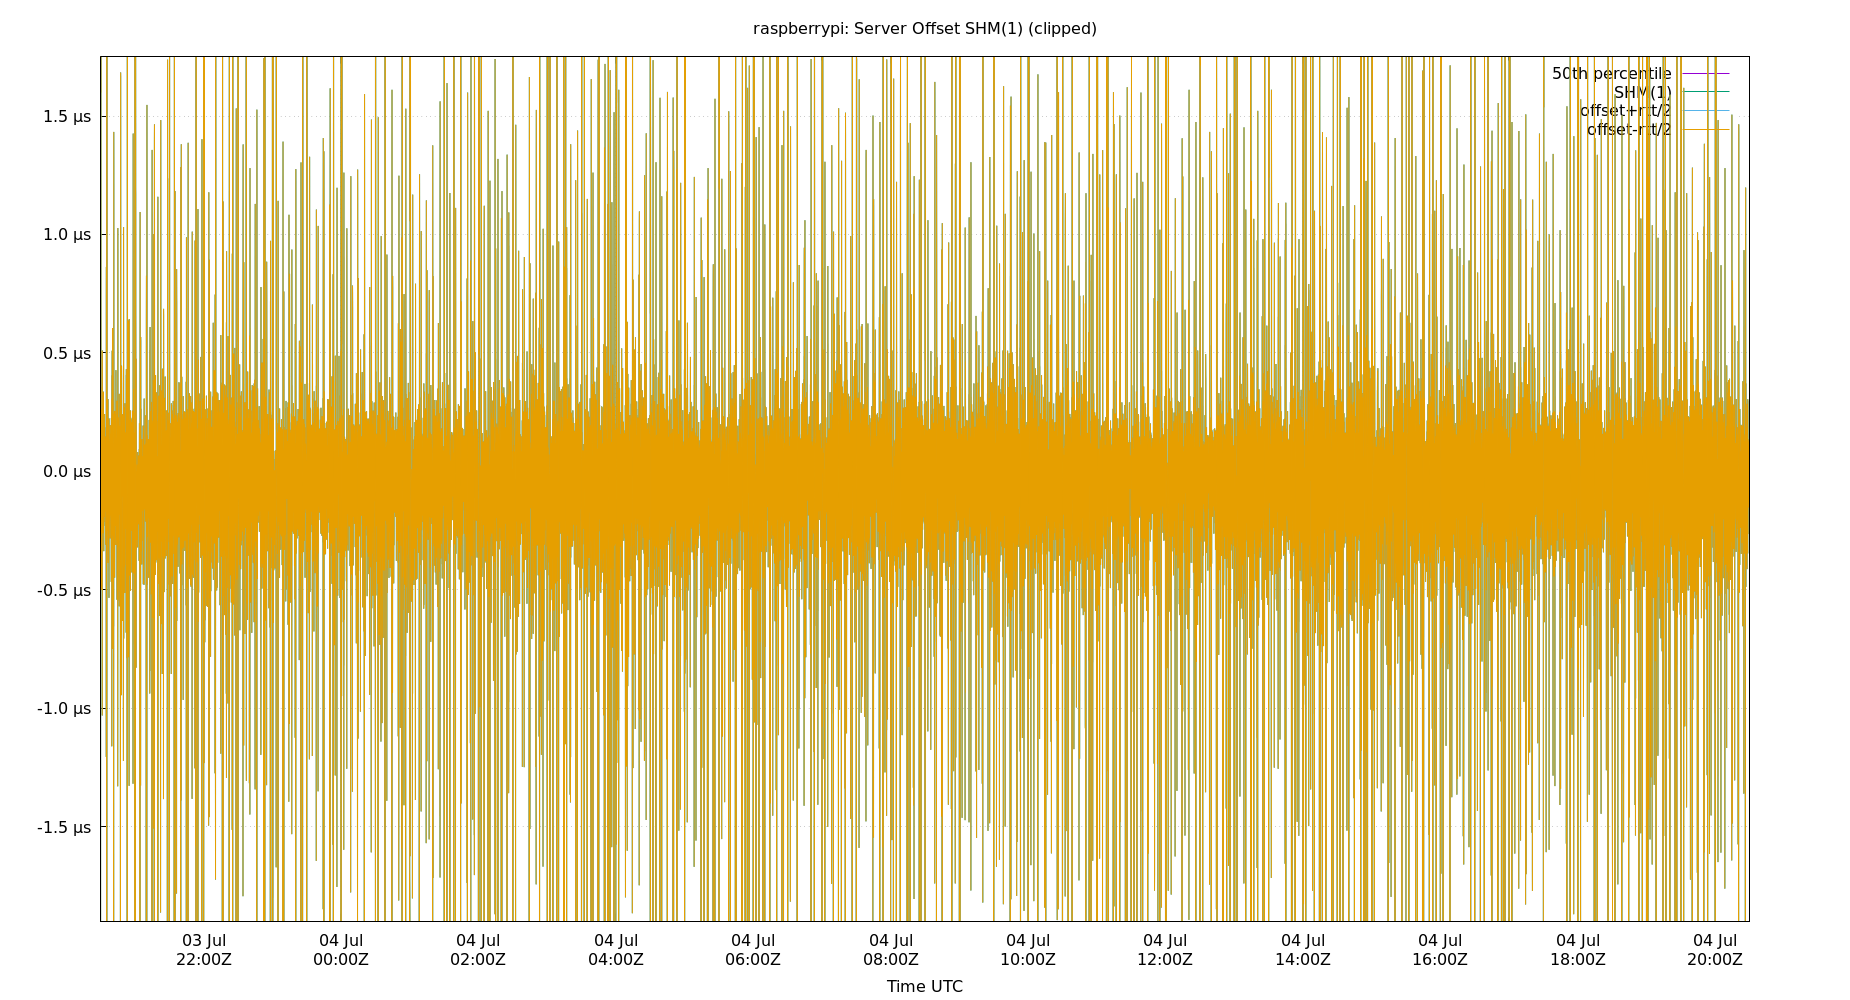 raspberrypi: Server Offset SHM(1) (clipped)
50th percentile
SHM(1)
offset+rtt/2
offset-rtt/2
1.5 µs
1.0 µs
0.5 µs
0.0 µs
-0.5 µs
-1.0 µs
-1.5 µs
03 Jul 04 Jul 04 Jul 04 Jul 04 Jul 04 Jul 04 Jul 04 Jul 04 Jul 04 Jul 04 Jul 04 Jul
22:00Z 00:00Z 02:00Z 04:00Z 06:00Z 08:00Z 10:00Z 12:00Z 14:00Z 16:00Z 18:00Z 20:00Z
Time UTC